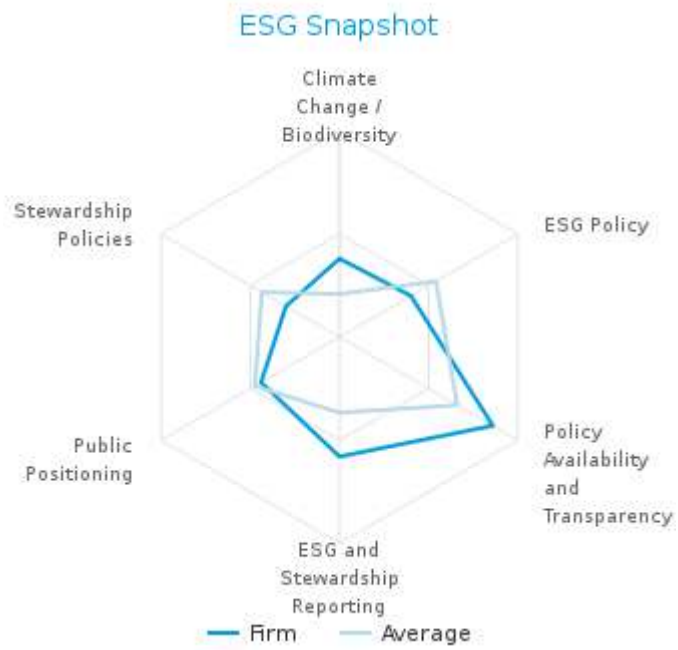 ESG Snapshot
Climate
Change /
Biodiversity
Stewardship
Policies
ESG Policy
Public
Positioning
Policy
Availability
and
Transparency
ESG and
Stewardship
Reporting
Firm
Average